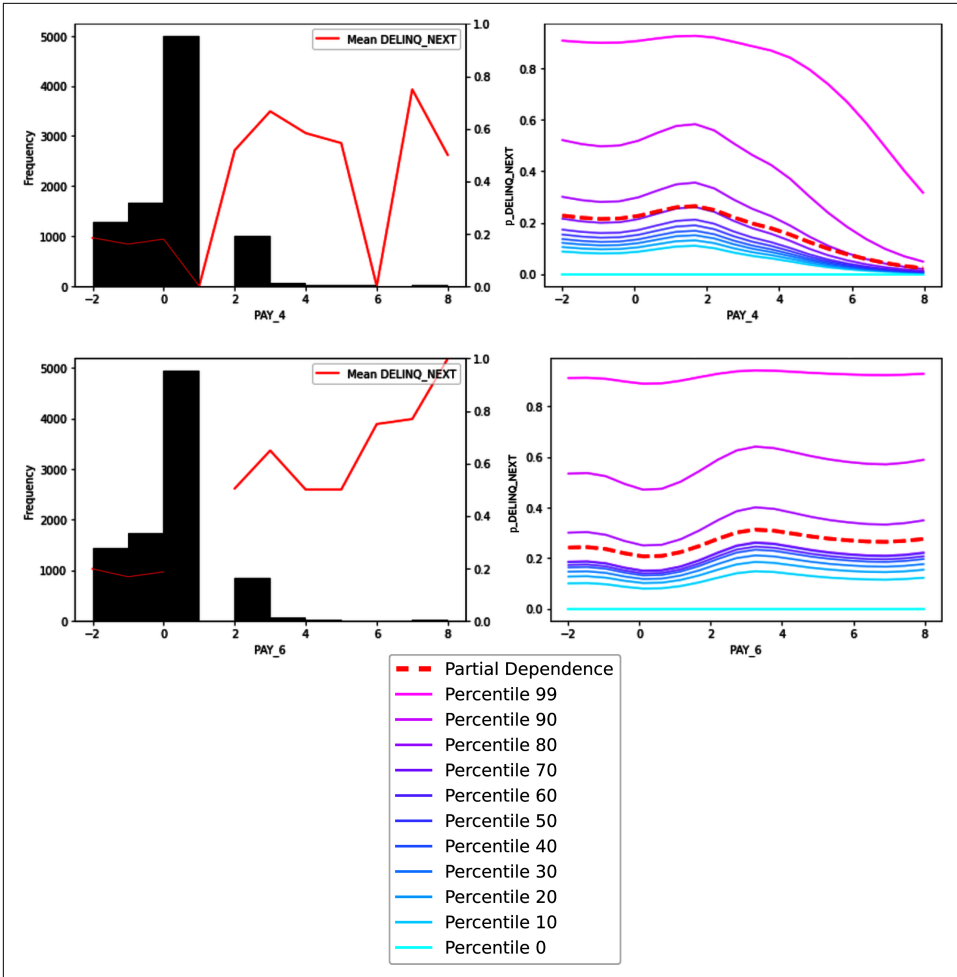 Mean DELINQ_NEXT
Frequency
5000
4000
3000
2000
1000
0
1.0
0.8
0.6
0.4
0.2
0.0
−2 0 2 4 6 8
PAY_4
p_DELINQ_NEXT
0.8
0.6
0.4
0.2
0.0
−2 0 2 4 6 8
PAY_4
Mean DELINQ_NEXT
Frequency
5000
4000
3000
2000
1000
0
1.0
0.8
0.6
0.4
0.2
0.0
−2 0 2 4 6 8
PAY_6
p_DELINQ_NEXT
0.8
0.6
0.4
0.2
0.0
−2 0 2 4 6 8
PAY_6
Partial Dependence
Percentile 99
Percentile 90
Percentile 80
Percentile 70
Percentile 60
Percentile 50
Percentile 40
Percentile 30
Percentile 20
Percentile 10
Percentile 0